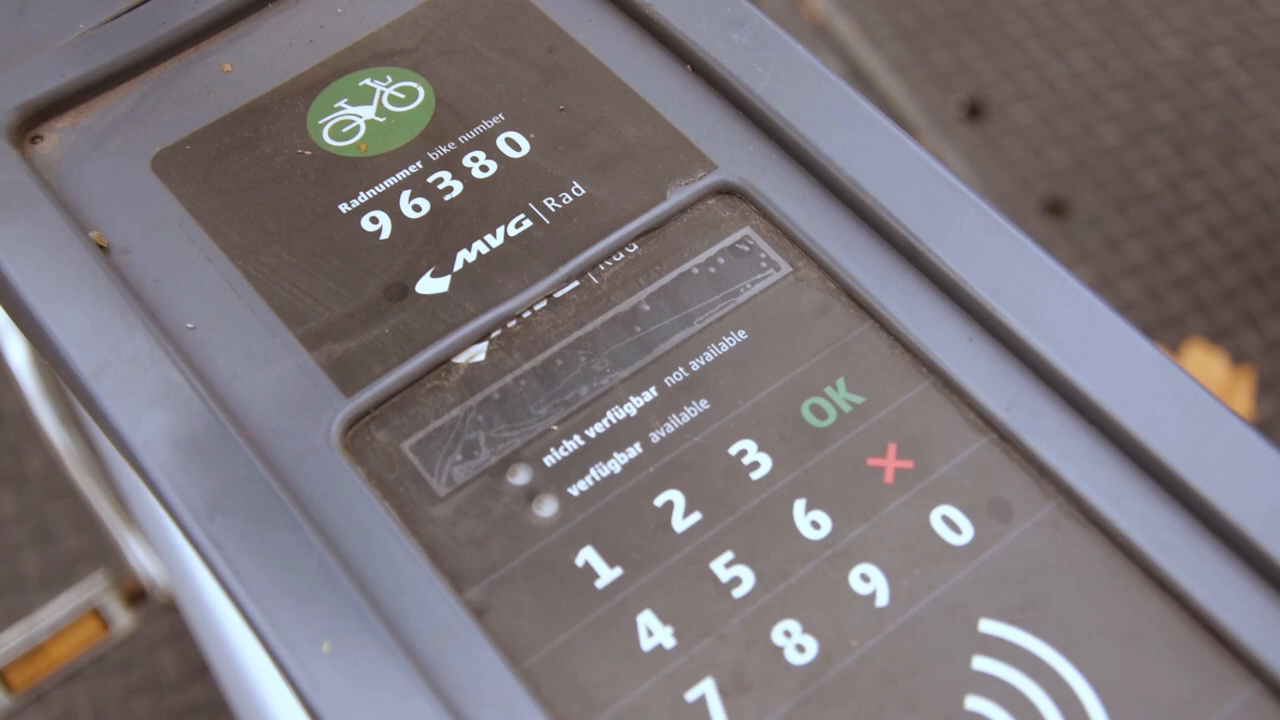 Radnummer bike number
96380
MVG | Rad
nicht verfügbar not available
verfügbar available
1 2 3 OK
4 5 6
7 8 9 0